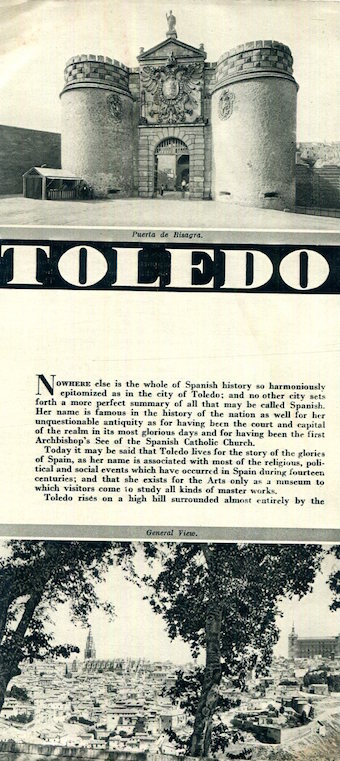 Puerta de Bisagra.
TOLEDO
NOWHERE else is the whole of Spanish history so harmoniously
epitomized as in the city of Toledo; and no other city sets
forth a more perfect summary of all that may be called Spanish.
Her name is famous in the history of the nation as well for her
unquestionable antiquity as for having been the court and capital
of the realm in its most glorious days and for having been the first
Archbishop's See of the Spanish Catholic Church.
Today it may be said that Toledo lives for the story of the glories
of Spain, as her name is associated with most of the religious, poli-
tical and social events which have occurred in Spain during fourteen
centuries; and that she exists for the Arts only as a museum to
which visitors come to study all kinds of master works.
Toledo rises on a high hill surrounded almost entirely by the
General View.